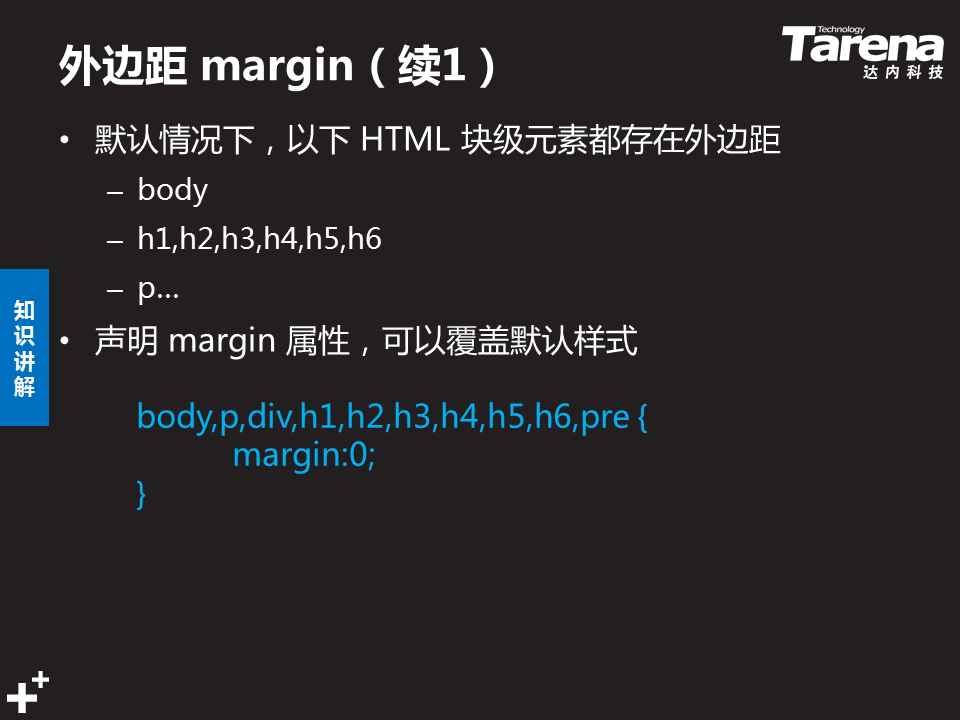 外边距 margin（续1）
Technology
Tarena
达内科技
• 默认情况下，以下 HTML 块级元素都存在外边距
– body
– h1,h2,h3,h4,h5,h6
– p…
知识讲解
• 声明 margin 属性，可以覆盖默认样式
body,p,div,h1,h2,h3,h4,h5,h6,pre {
margin:0;
}